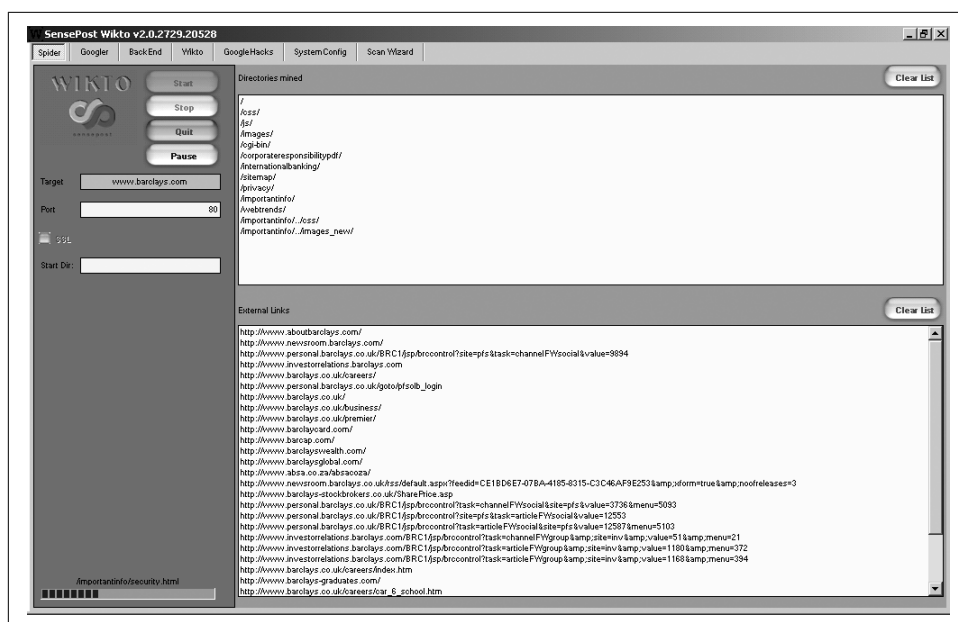 SensePost Wikto v2.0.2729.20528
Spider Googler BackEnd Wikto GoogleHacks SystemConfig Scan Wizard
WIKTO
sensepost
Start
Stop
Quit
Pause
Target www.barclays.com
Port 80
SSL
Start Dir:
/importantinfo/security.html
Directories mined
Clear List
/
/css/
/js/
/images/
/cgi-bin/
/corporateresponsibilitypdf/
/internationalbanking/
/sitemap/
/privacy/
/importantinfo/
/webtrends/
/importantinfo/../css/
/importantinfo/../images_new/
External Links
Clear List
http://www.aboutbarclays.com/
http://www.newsroom.barclays.com/
http://www.personal.barclays.co.uk/BRC1/jsp/brccontrol?site=pfs&task=channelFWsocial&value=9894
http://www.investorrelations.barclays.com
http://www.barclays.co.uk/careers/
http://www.personal.barclays.co.uk/goto/pfsolb_login
http://www.barclays.co.uk/
http://www.barclays.co.uk/business/
http://www.barclays.co.uk/premier/
http://www.barclaycard.com/
http://www.barcap.com/
http://www.barclayswealth.com/
http://www.barclaysglobal.com/
http://www.absa.co.za/absacoza/
http://www.newsroom.barclays.co.uk/rss/default.aspx?feedid=CE1BD6E7-07BA-4185-8315-C3C46AF9E253&amp;xform=true&amp;noofreleases=3
http://www.barclays-stockbrokers.co.uk/SharePrice.asp
http://www.personal.barclays.co.uk/BRC1/jsp/brccontrol?task=channelFWsocial&site=pfs&value=3736&menu=5093
http://www.personal.barclays.co.uk/BRC1/jsp/brccontrol?site=pfs&task=articleFWsocial&value=12553
http://www.personal.barclays.co.uk/BRC1/jsp/brccontrol?task=articleFWsocial&site=pfs&value=12587&menu=5103
http://www.investorrelations.barclays.com/BRC1/jsp/brccontrol?task=channelFWgroup&amp;site=inv&amp;value=51&amp;menu=21
http://www.investorrelations.barclays.com/BRC1/jsp/brccontrol?task=articleFWgroup&amp;site=inv&amp;value=1180&amp;menu=372
http://www.investorrelations.barclays.com/BRC1/jsp/brccontrol?task=articleFWgroup&amp;site=inv&amp;value=1168&amp;menu=394
http://www.barclays.co.uk/careers/index.htm
http://www.barclays-graduates.com/
http://www.barclays.co.uk/careers/car_6_school.htm